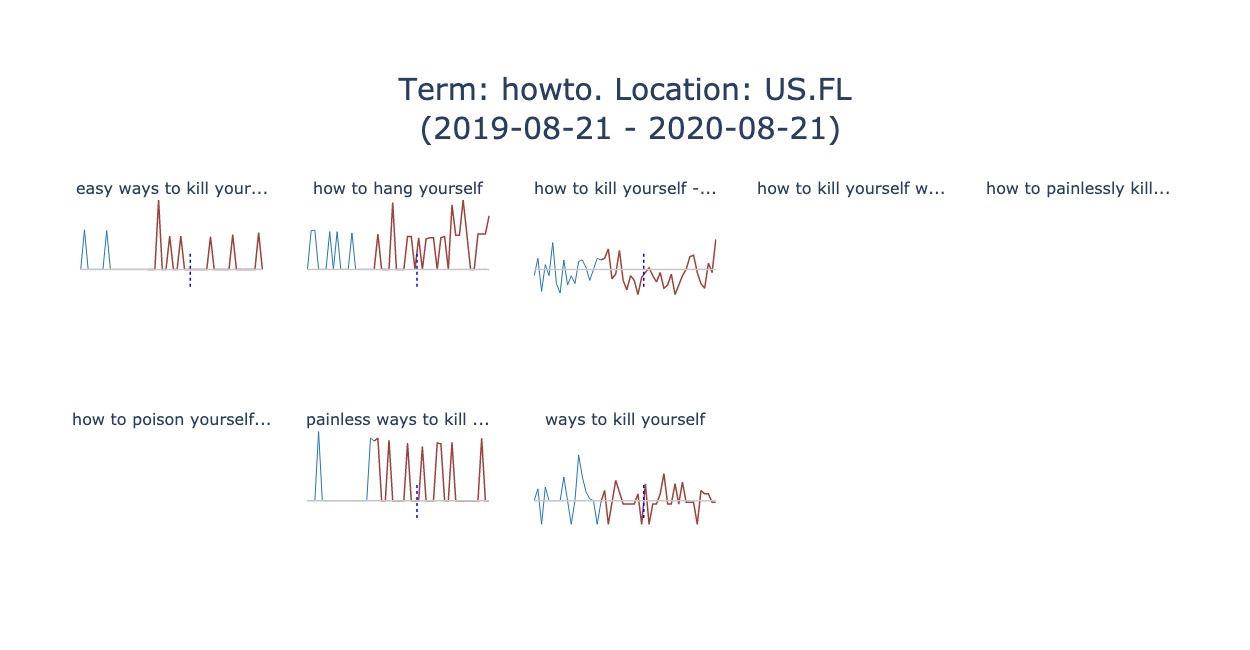 Term: howto. Location: US.FL
(2019-08-21 - 2020-08-21)
easy ways to kill your...
how to hang yourself
how to kill yourself -...
how to kill yourself w...
how to painlessly kill...
how to poison yourself...
painless ways to kill ...
ways to kill yourself